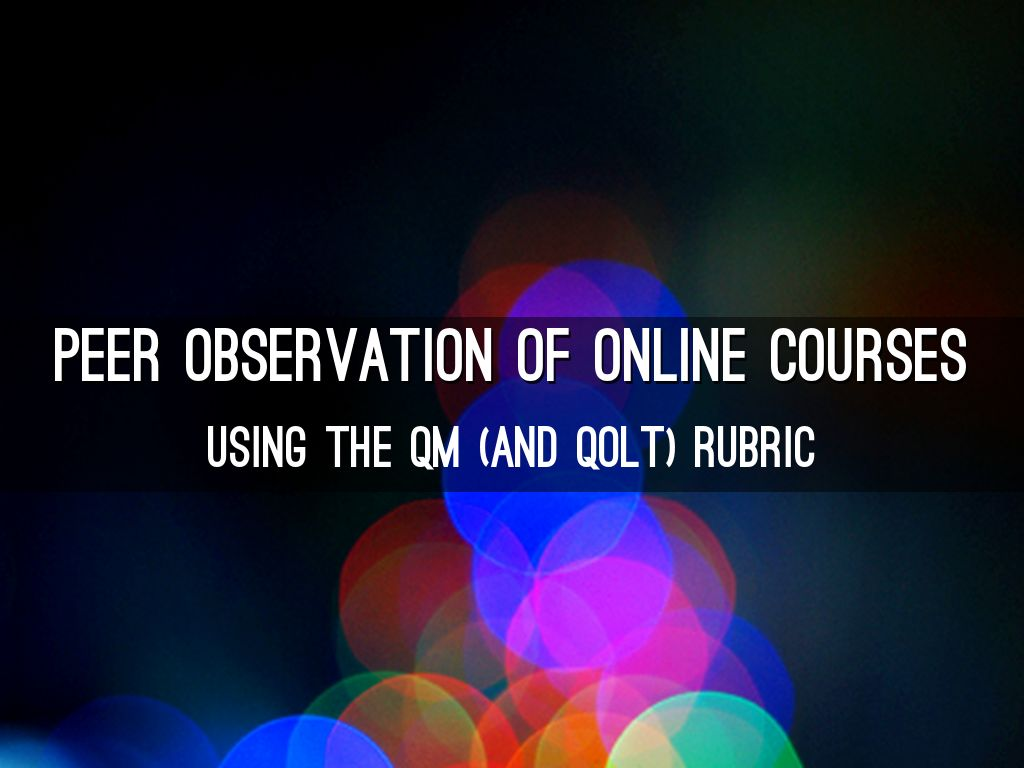 PEER OBSERVATION OF ONLINE COURSES
USING THE QM (AND QOLT) RUBRIC